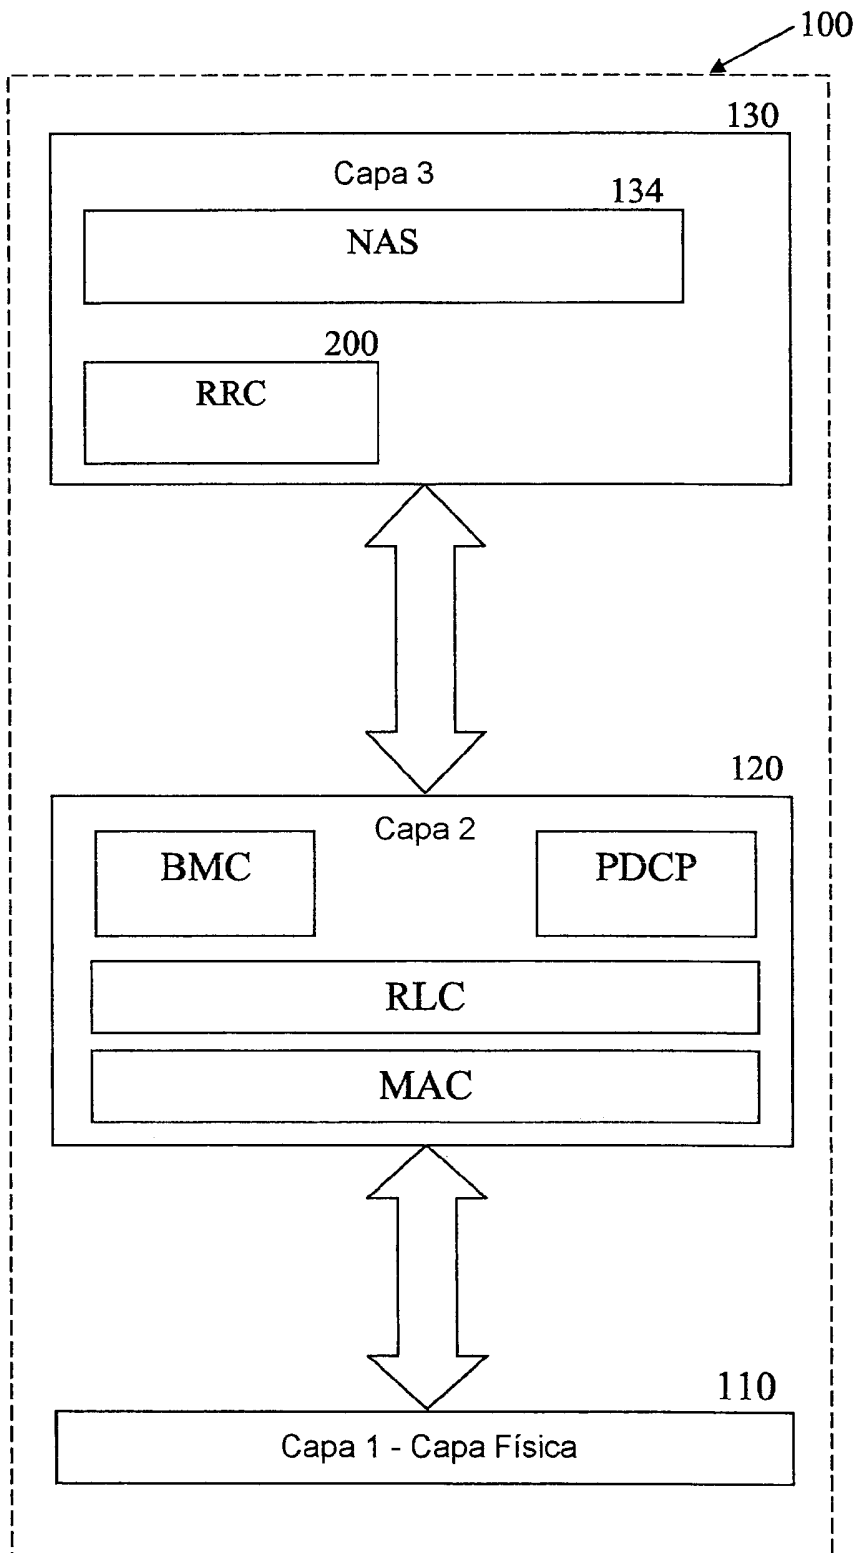 100
130
Capa 3
134
NAS
200
RRC
120
Capa 2
BMC
PDCP
RLC
MAC
110
Capa 1 - Capa Física